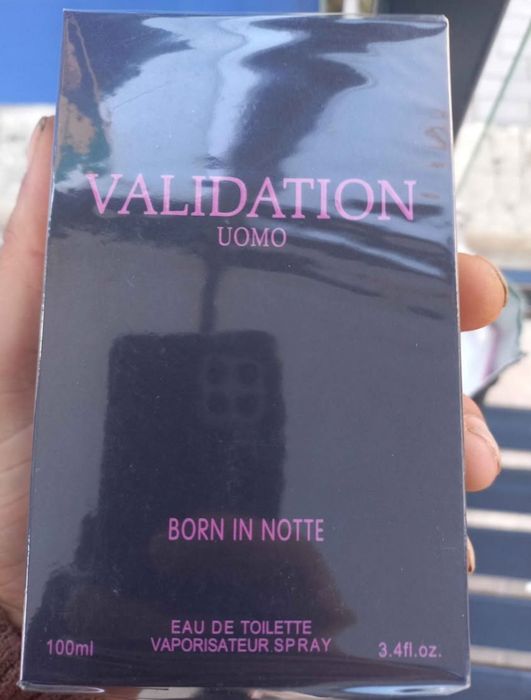 VALIDATION
UOMO
BORN IN NOTTE
EAU DE TOILETTE
100ml VAPORISATEUR SPRAY 3.4fl.oz.